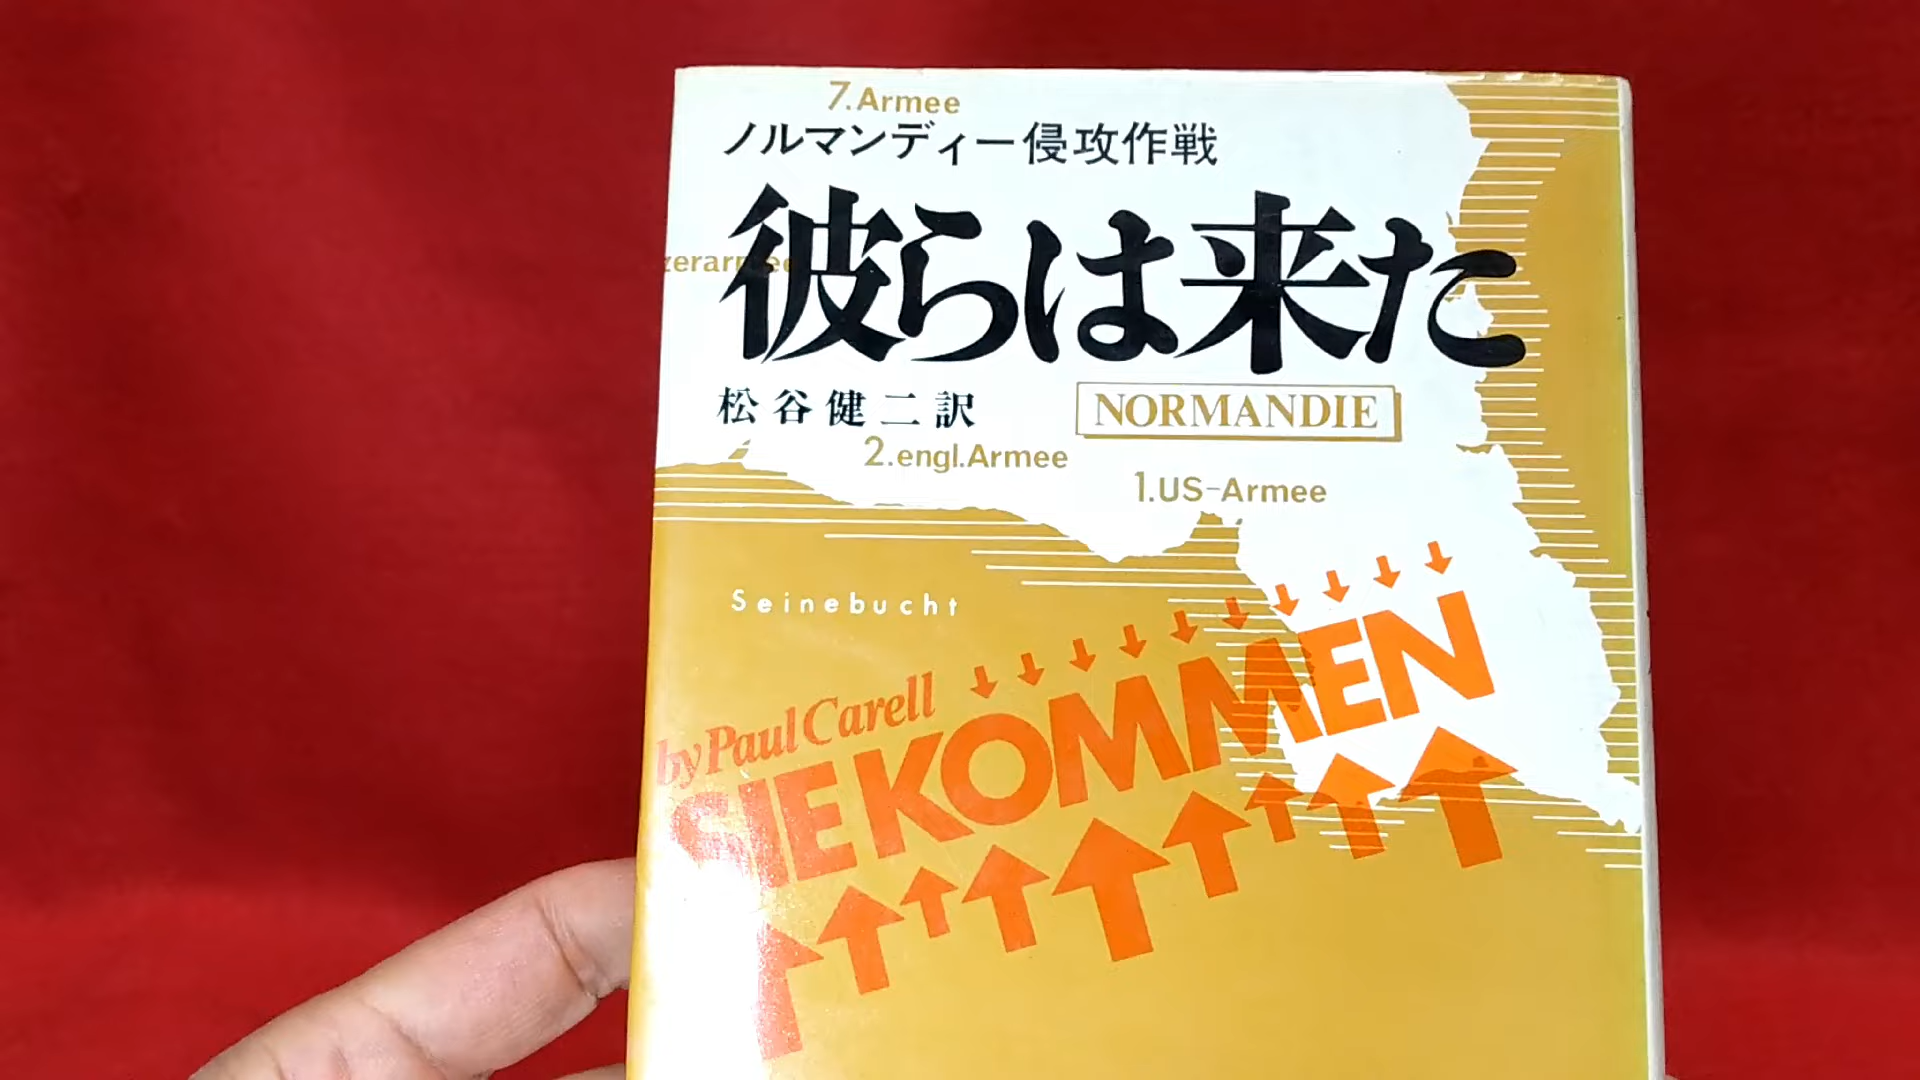 7.Armee
ノルマンディー侵攻作戦
彼らは来た
松谷健二訳
NORMANDIE
2.engl.Armee
1.US-Armee
Seinebucht
by Paul Carell
SIE KOMMEN